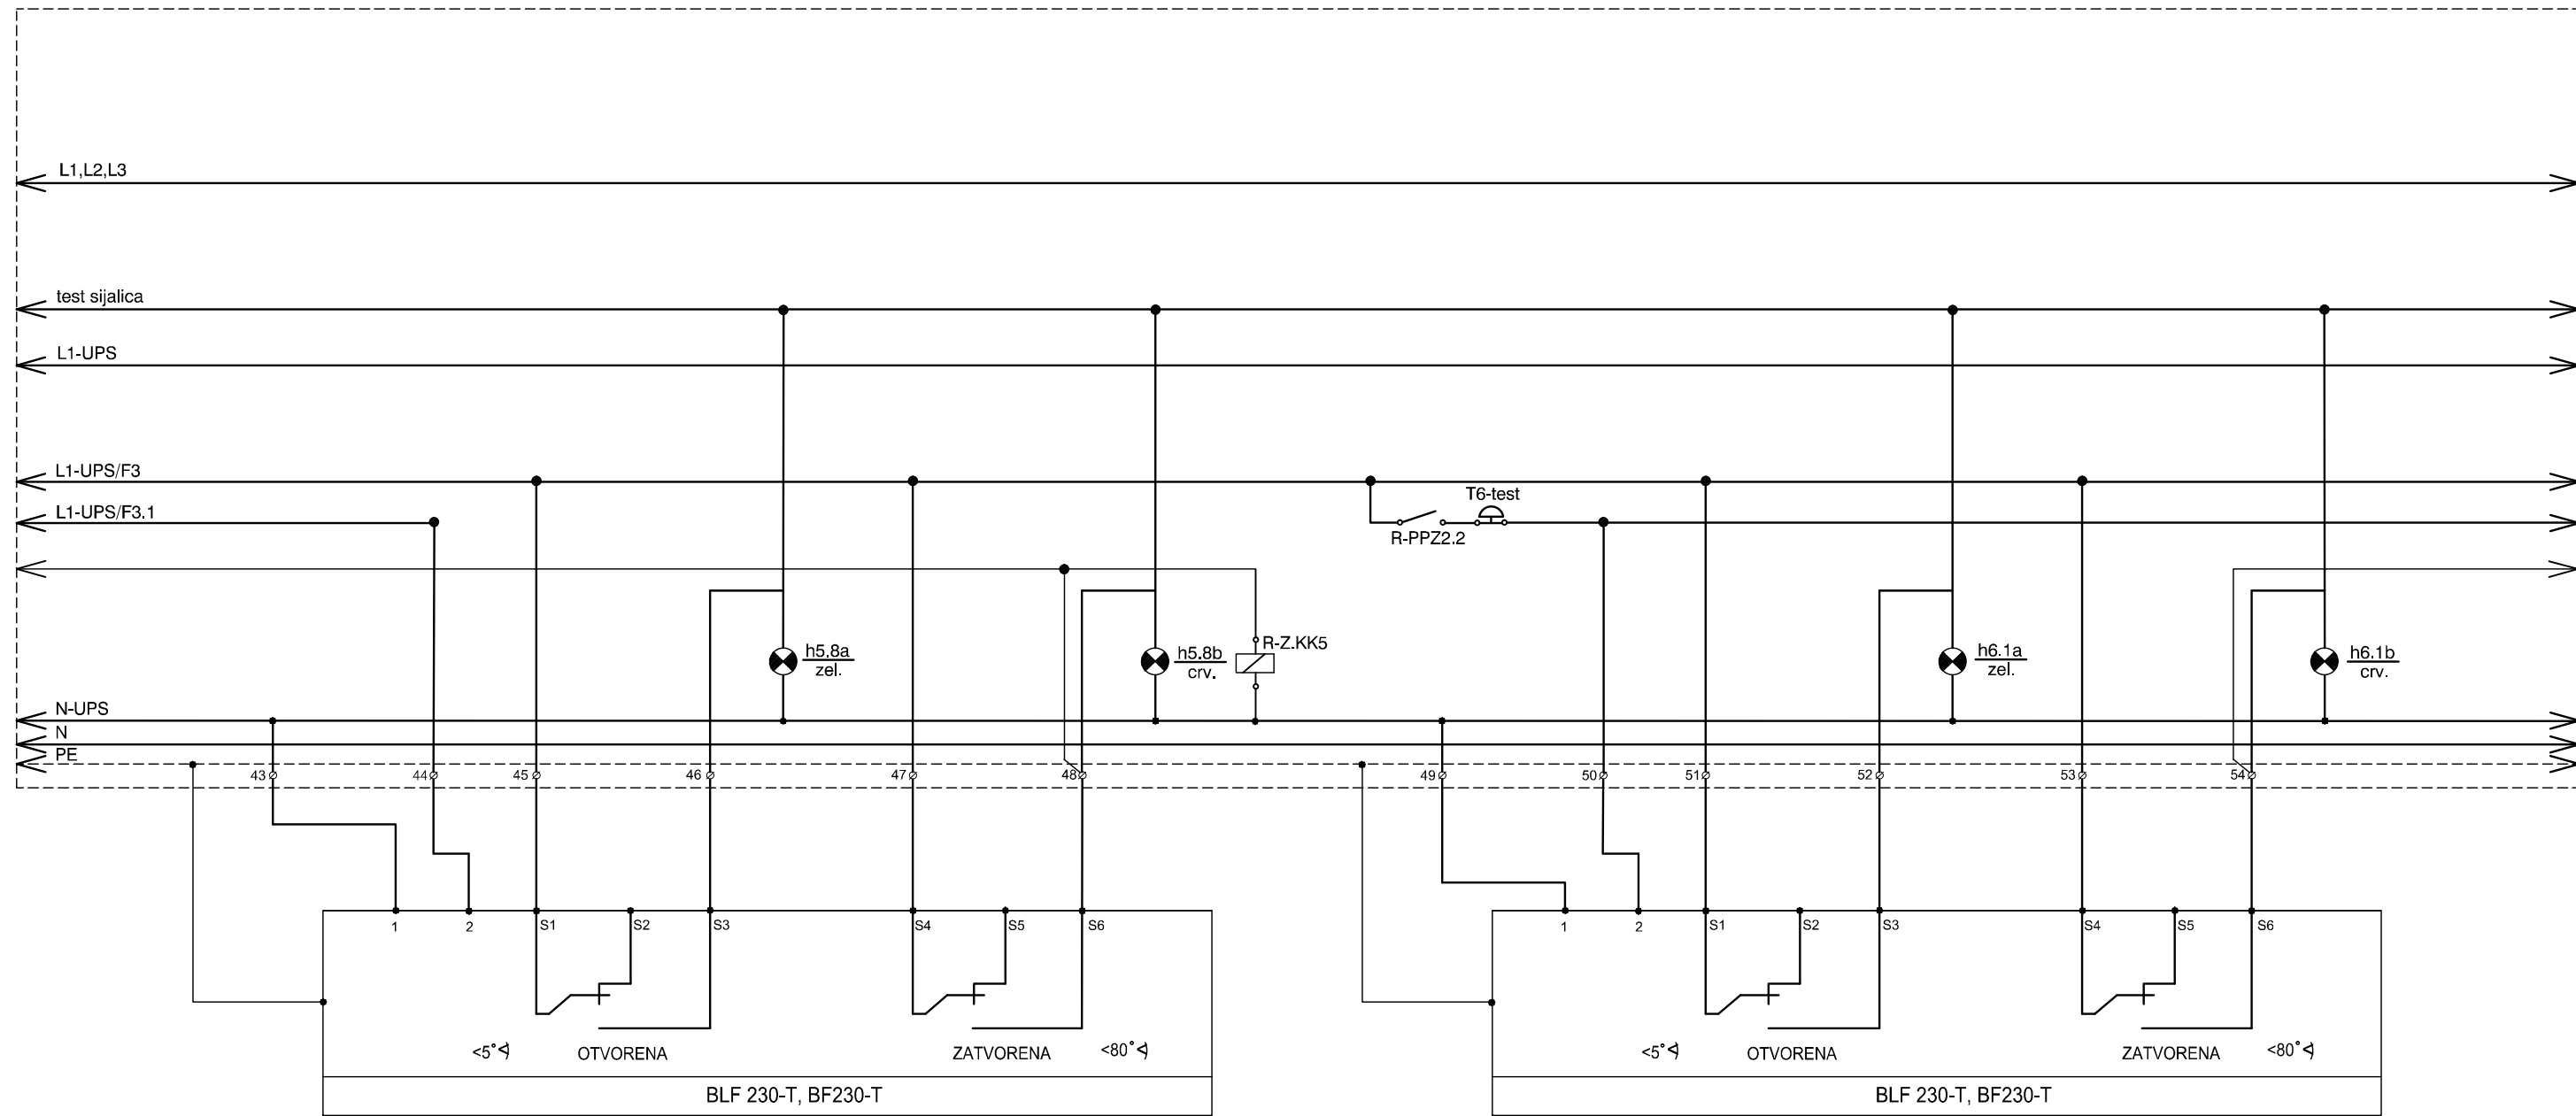 L1,L2,L3
test sijalica
L1-UPS
L1-UPS/F3
T6-test
L1-UPS/F3.1
R-PPZ2.2
R-Z.KK5
h5.8a
zel.
h5.8b
crv.
h6.1a
zel.
h6.1b
crv.
N-UPS
N
PE
43 44 45 46 47 48 49 50 51 52 53 54
1 2 S1 S2 S3 S4 S5 S6
1 2 S1 S2 S3 S4 S5 S6
<5° OTVORENA ZATVORENA <80°
<5° OTVORENA ZATVORENA <80°
BLF 230-T, BF230-T
BLF 230-T, BF230-T